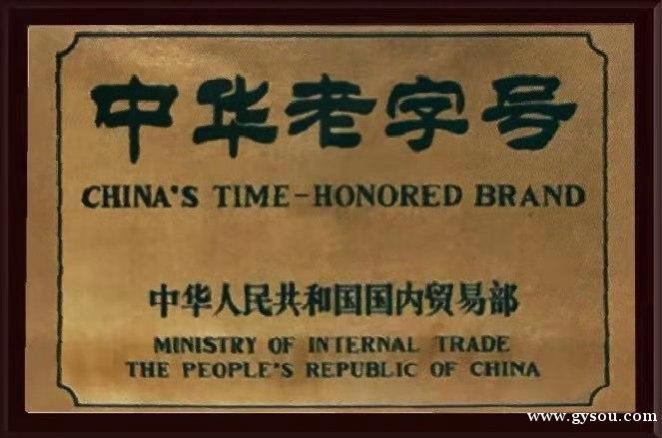 中华老字号
CHINA'S TIME-HONORED BRAND
中华人民共和国国内贸易部
MINISTRY OF INTERNAL TRADE
THE PEOPLE'S REPUBLIC OF CHINA
www.gysou.com